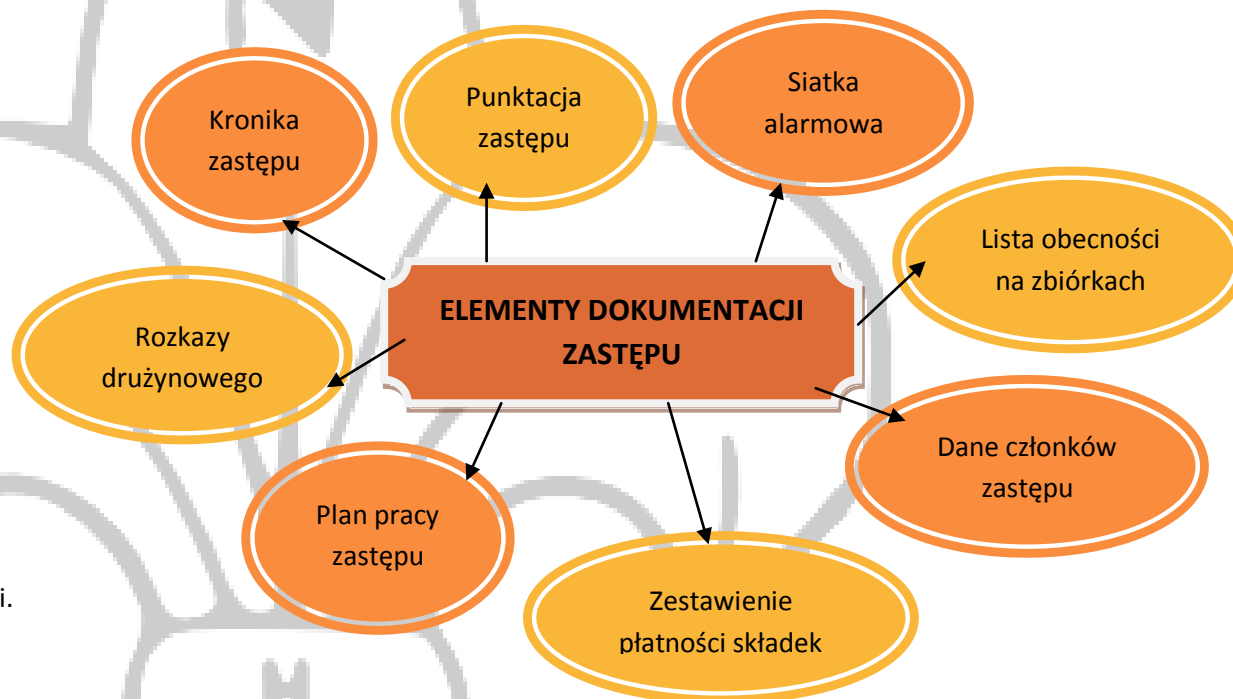 Siatka
alarmowa
Punktacja
zastępu
Kronika
zastępu
Lista obecności
na zbiórkach
ELEMENTY DOKUMENTACJI
ZASTĘPU
Rozkazy
drużynowego
Dane członków
zastępu
Plan pracy
zastępu
Zestawienie
płatności składek
i.